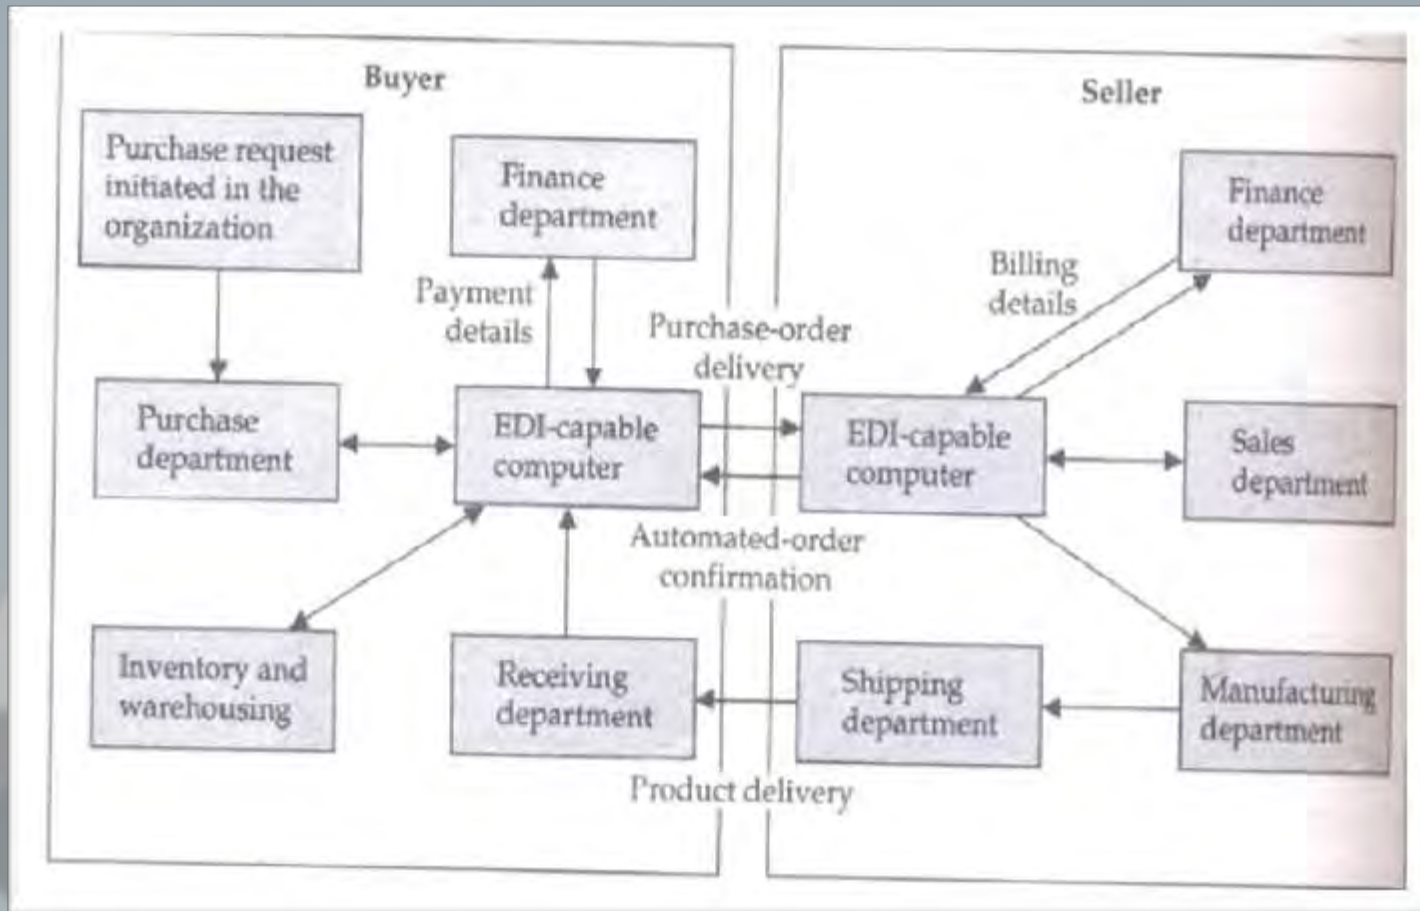 Buyer
Purchase request
initiated in the
organization
Finance
department
Payment
details
Purchase
department
EDI-capable
computer
Inventory and
warehousing
Receiving
department
Purchase-order
delivery
Automated-order
confirmation
Product delivery
Seller
Finance
department
Billing
details
EDI-capable
computer
Sales
department
Shipping
department
Manufacturing
department